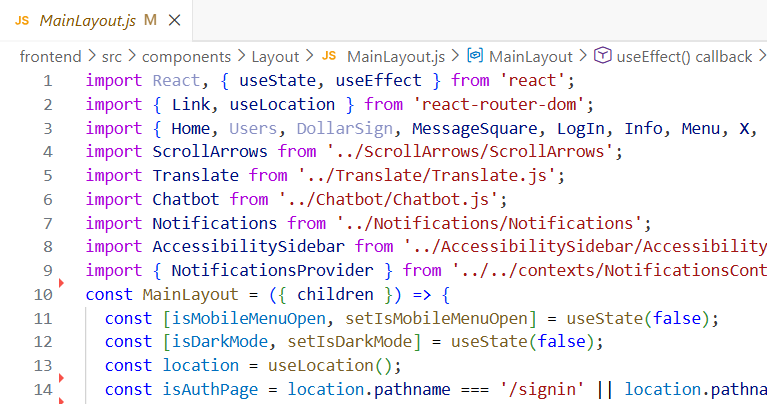 JS MainLayout.js M ×
frontend > src > components > Layout > JS MainLayout.js > MainLayout > useEffect() callback >
1 import React, { useState, useEffect } from 'react';
2 import { Link, useLocation } from 'react-router-dom';
3 import { Home, Users, DollarSign, MessageSquare, LogIn, Info, Menu, X,
4 import ScrollArrows from '../ScrollArrows/ScrollArrows';
5 import Translate from '../Translate/Translate.js';
6 import Chatbot from '../Chatbot/Chatbot.js';
7 import Notifications from '../Notifications/Notifications';
8 import AccessibilitySidebar from '../AccessibilitySidebar/Accessibility
9 import { NotificationsProvider } from '../../contexts/NotificationsCont
10 const MainLayout = ({ children }) => {
11 const [isMobileMenuOpen, setIsMobileMenuOpen] = useState(false);
12 const [isDarkMode, setIsDarkMode] = useState(false);
13 const location = useLocation();
14 const isAuthPage = location.pathname === '/signin' || location.pathna